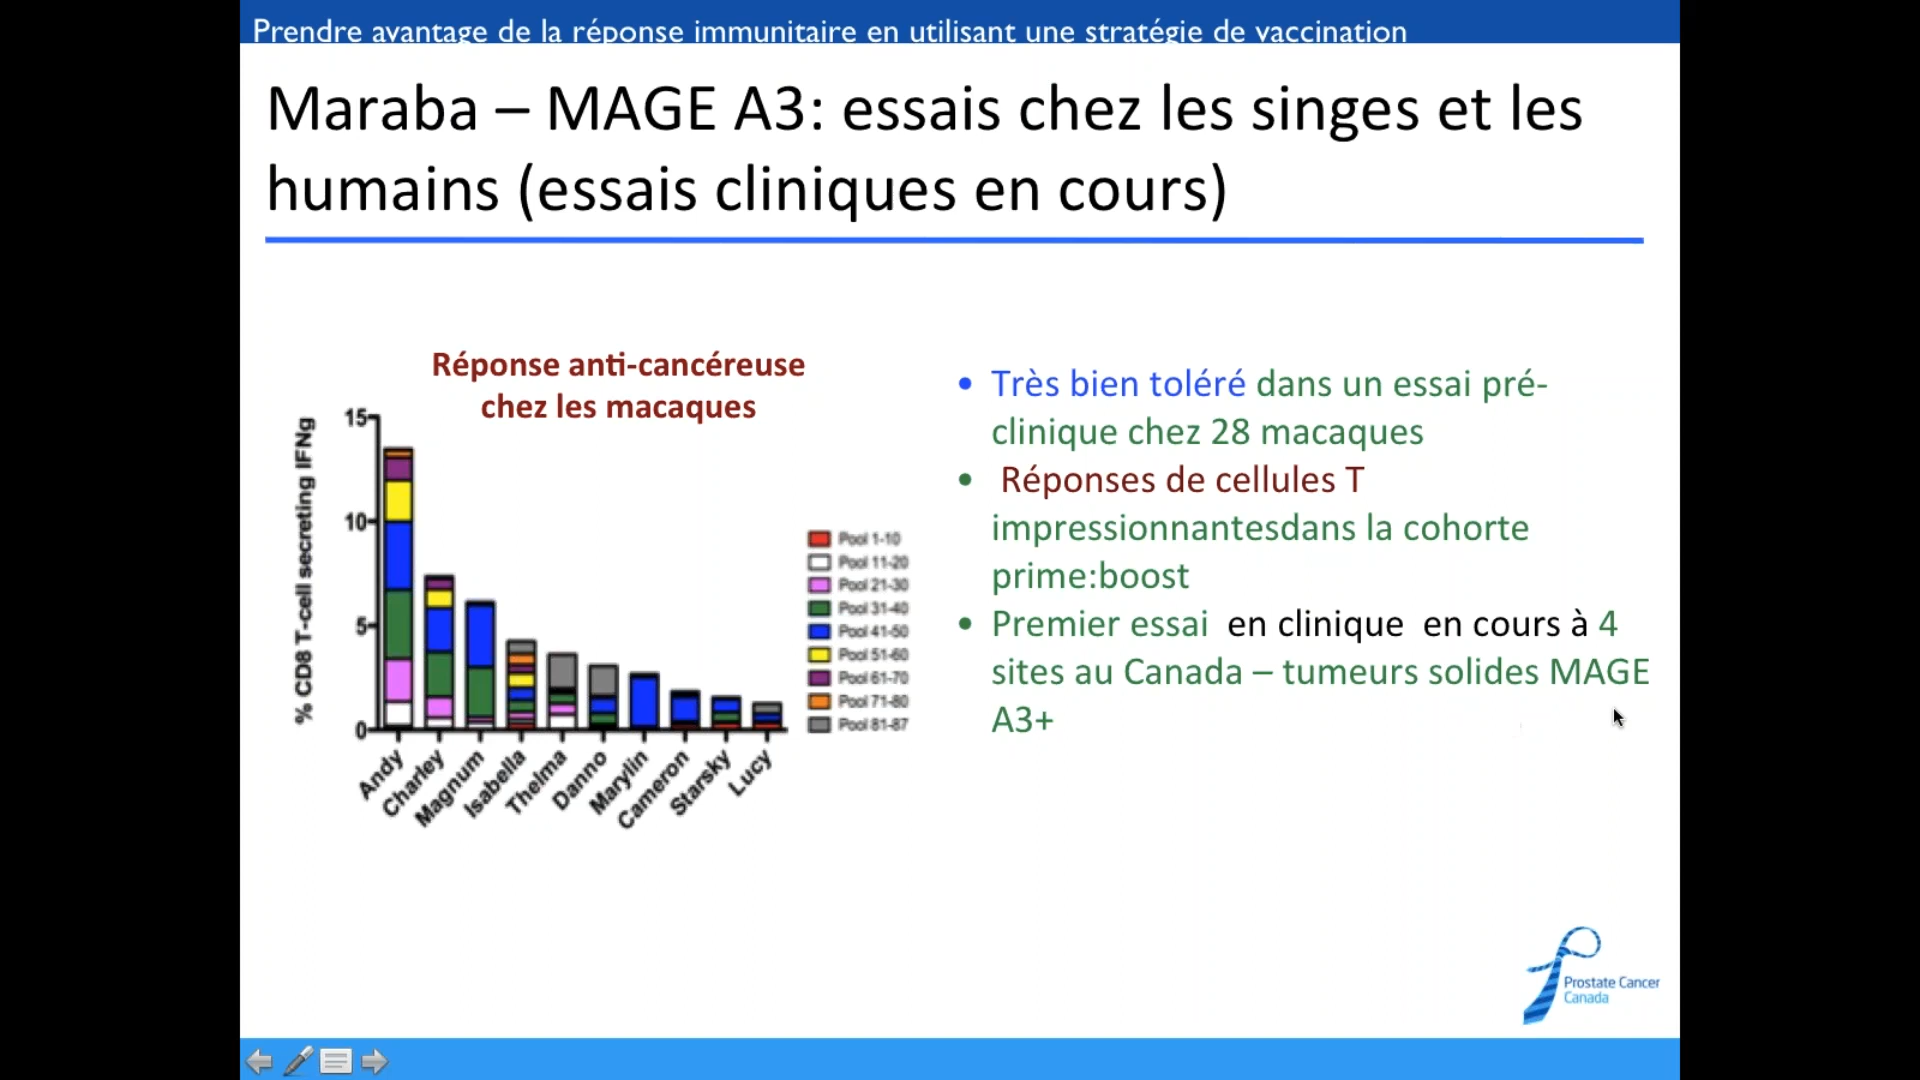 Prendre avantage de la réponse immunitaire en utilisant une stratégie de vaccination
Maraba – MAGE A3: essais chez les singes et les
humains (essais cliniques en cours)
Réponse anti-cancéreuse
chez les macaques
% CD8 T-cell secreting IFNg
15
10
5
0
Andy
Charley
Magnum
Isabella
Thelma
Danno
Marylin
Cameron
Starsky
Lucy
Pool 1-10
Pool 11-20
Pool 21-30
Pool 31-40
Pool 41-50
Pool 51-60
Pool 61-70
Pool 71-80
Pool 81-87
• Très bien toléré dans un essai pré-
clinique chez 28 macaques
• Réponses de cellules T
impressionnantesdans la cohorte
prime:boost
• Premier essai en clinique en cours à 4
sites au Canada – tumeurs solides MAGE
A3+
Prostate Cancer
Canada